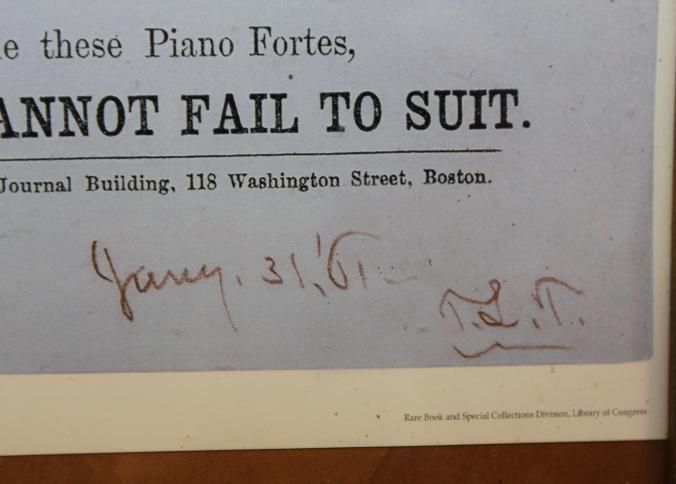 e these Piano Fortes,
ANNOT FAIL TO SUIT.
Journal Building, 118 Washington Street, Boston.
Jany. 31, '61
T. S. T.
Rare Book and Special Collections Division, Library of Congress